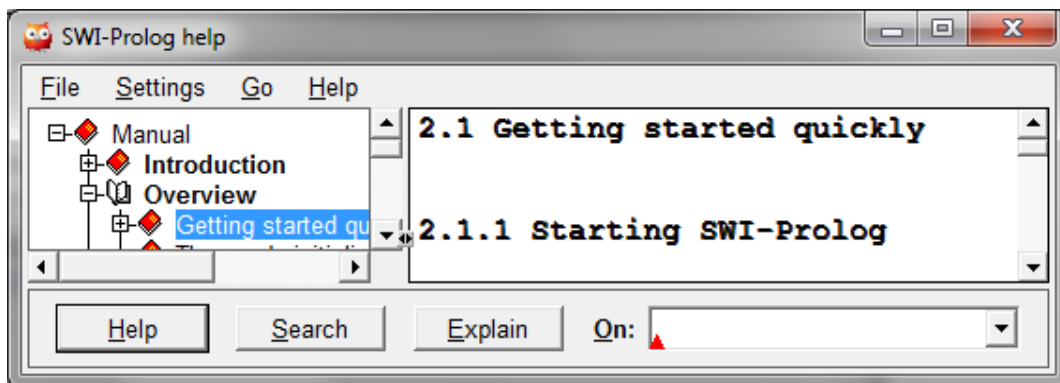 SWI-Prolog help
File Settings Go Help
Manual
Introduction
Overview
Getting started qu
2.1 Getting started quickly
2.1.1 Starting SWI-Prolog
Help Search Explain On: